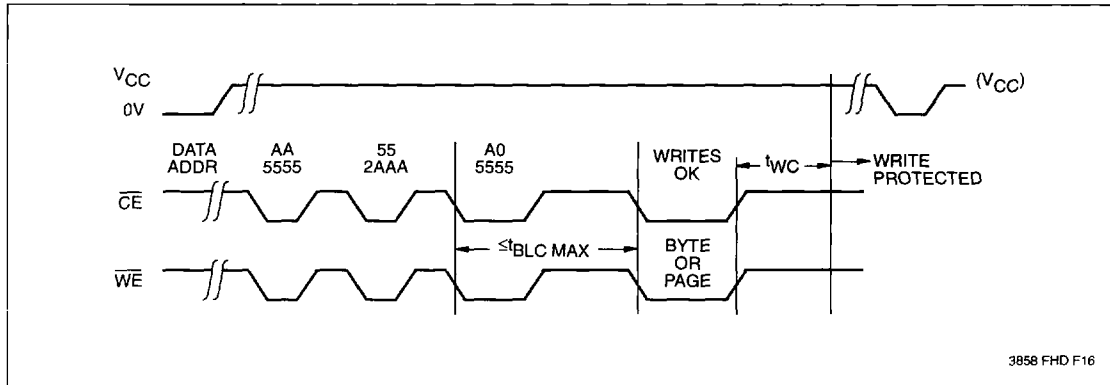 VCC
0V
(VCC)
DATA
ADDR
AA
5555
55
2AAA
A0
5555
WRITES
OK
tWC
WRITE
PROTECTED
CE
≤tBLC MAX
BYTE
OR
PAGE
WE
3858 FHD F16